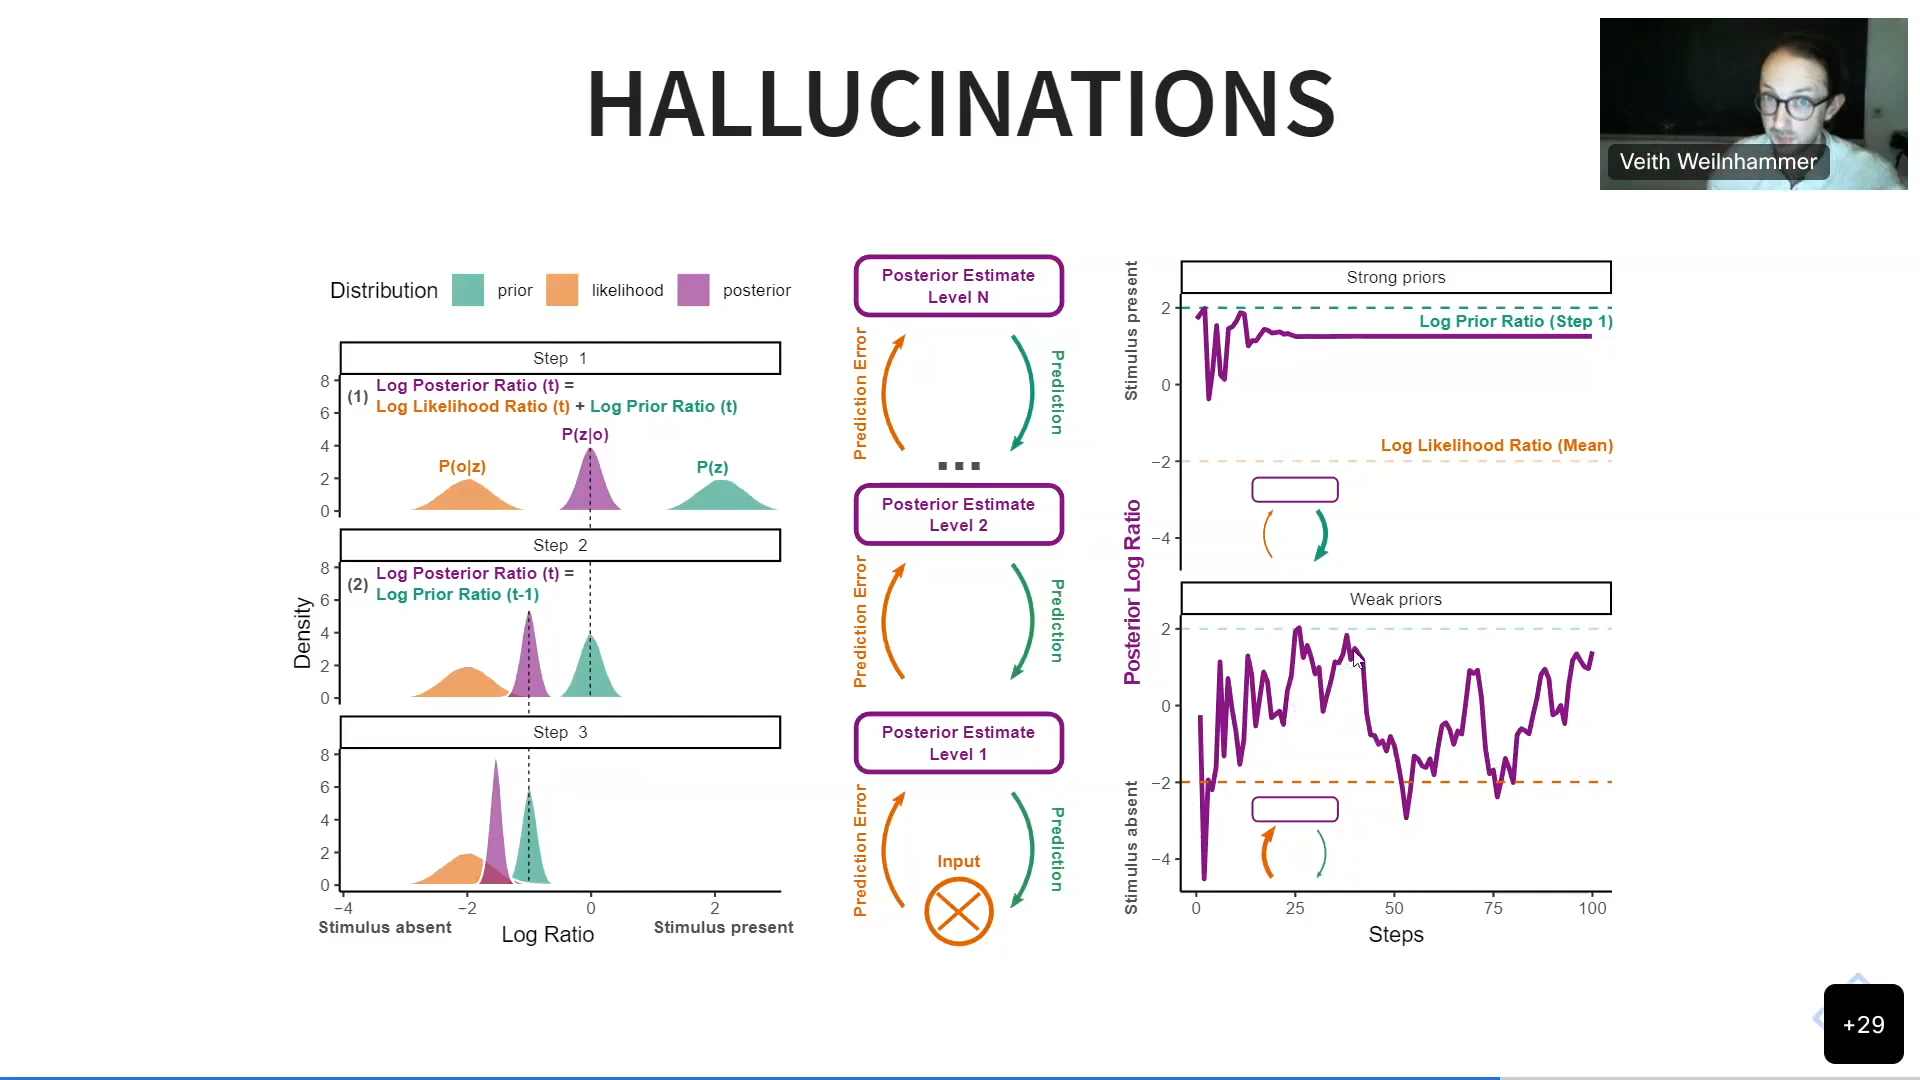 HALLUCINATIONS
Veith Weilnhammer
Distribution prior likelihood posterior
Step 1
(1) Log Posterior Ratio (t) =
Log Likelihood Ratio (t) + Log Prior Ratio (t)
P(z|o)
P(o|z)
P(z)
8
6
4
2
0
Step 2
(2) Log Posterior Ratio (t) =
Log Prior Ratio (t-1)
8
6
4
2
0
Density
Step 3
8
6
4
2
0
−4 −2 0 2
Stimulus absent
Log Ratio
Stimulus present
Posterior Estimate
Level N
Prediction Error
Prediction
...
Posterior Estimate
Level 2
Prediction Error
Prediction
Posterior Estimate
Level 1
Prediction Error
Prediction
Input
Posterior Log Ratio
Stimulus present
Strong priors
2
0
−2
−4
Log Prior Ratio (Step 1)
Log Likelihood Ratio (Mean)
Weak priors
2
0
−2
−4
Stimulus absent
0 25 50 75 100
Steps
+29